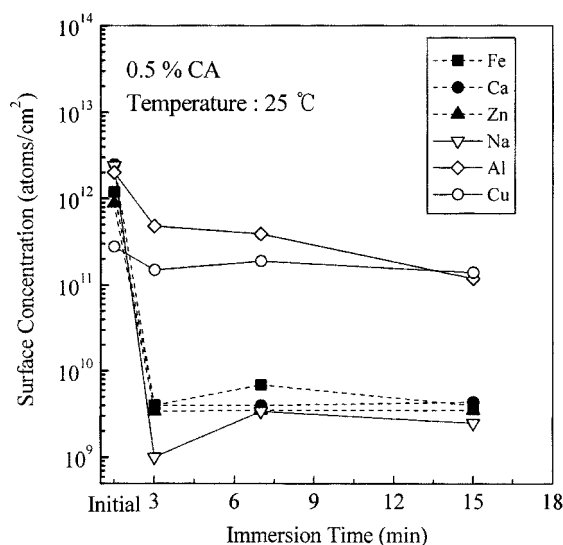 10^14
10^13
10^12
10^11
10^10
10^9
Surface Concentration (atoms/cm^2)
0.5 % CA
Temperature : 25 ℃
Fe
Ca
Zn
Na
Al
Cu
Initial 3 6 9 12 15 18
Immersion Time (min)